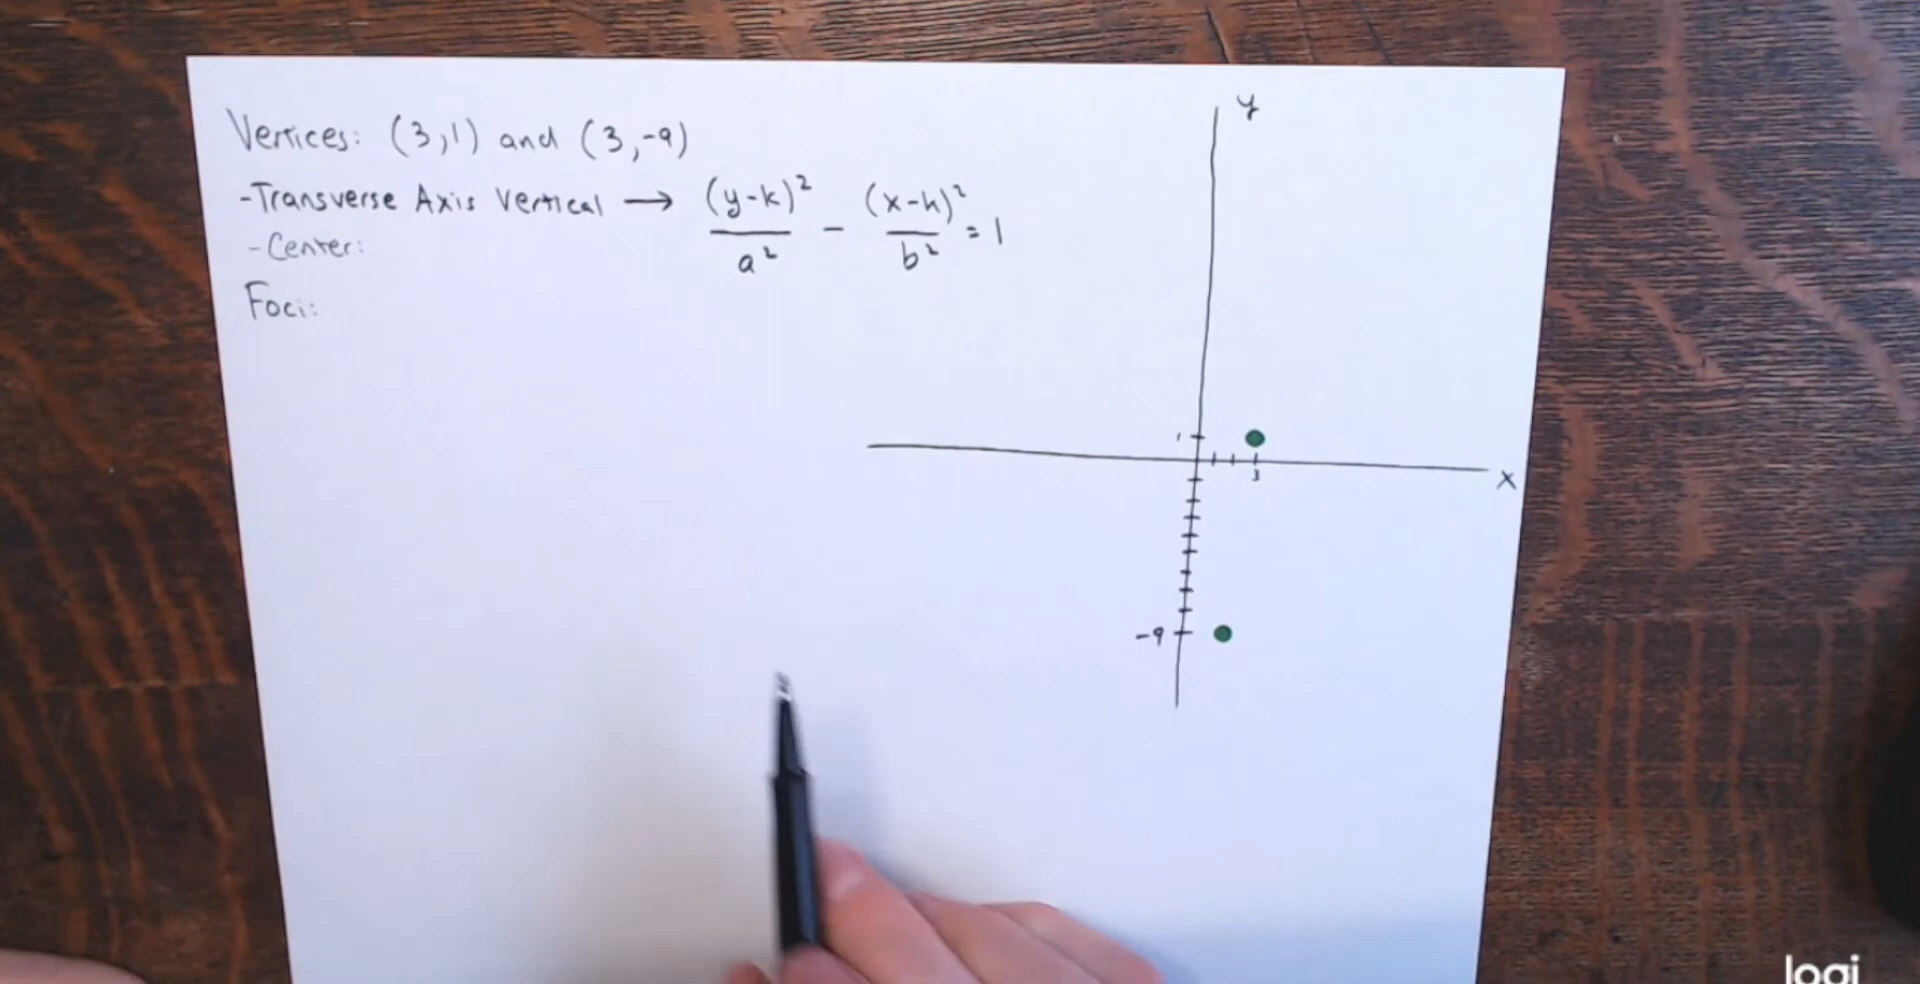 Vertices: (3,1) and (3,-9)
-Transverse Axis Vertical → (y-k)²/a² - (x-h)²/b² = 1
-Center:
Foci:
y
1
3
x
-9
logi